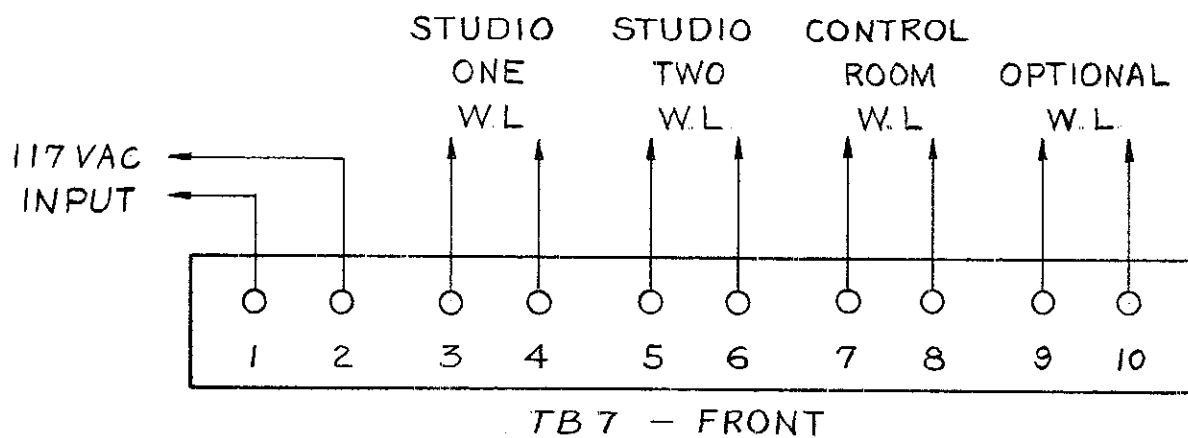 STUDIO ONE W.L
STUDIO TWO W.L.
CONTROL ROOM W.L
OPTIONAL W.L.
117 VAC
INPUT
1 2 3 4 5 6 7 8 9 10
TB 7 – FRONT